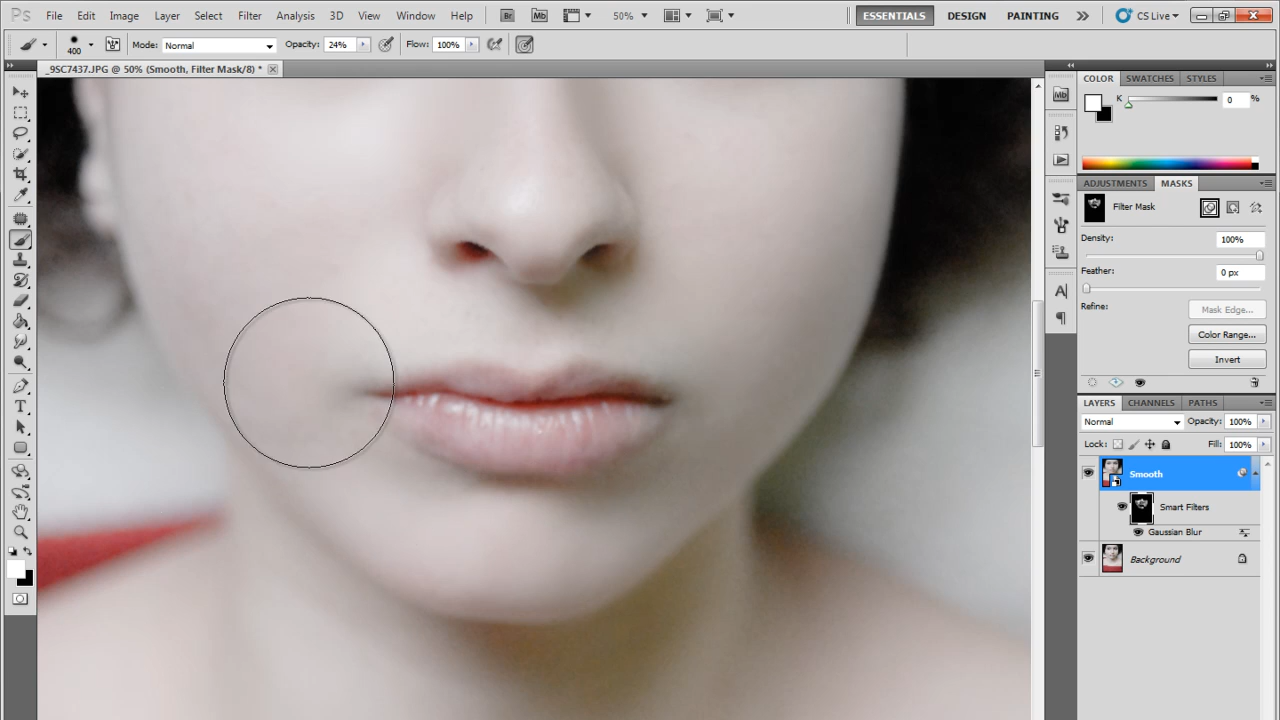 Ps File Edit Image Layer Select Filter Analysis 3D View Window Help Br Mb 50% ESSENTIALS DESIGN PAINTING CS Live
400 Mode: Normal Opacity: 24% Flow: 100%
_9SC7437.JPG @ 50% (Smooth, Filter Mask/8) *
COLOR SWATCHES STYLES
Mb
K 0 %
ADJUSTMENTS MASKS
Filter Mask
Density: 100%
Feather: 0 px
Refine: Mask Edge...
Color Range...
Invert
LAYERS CHANNELS PATHS
Normal Opacity: 100%
Lock: Fill: 100%
Smooth
Smart Filters
Gaussian Blur
Background